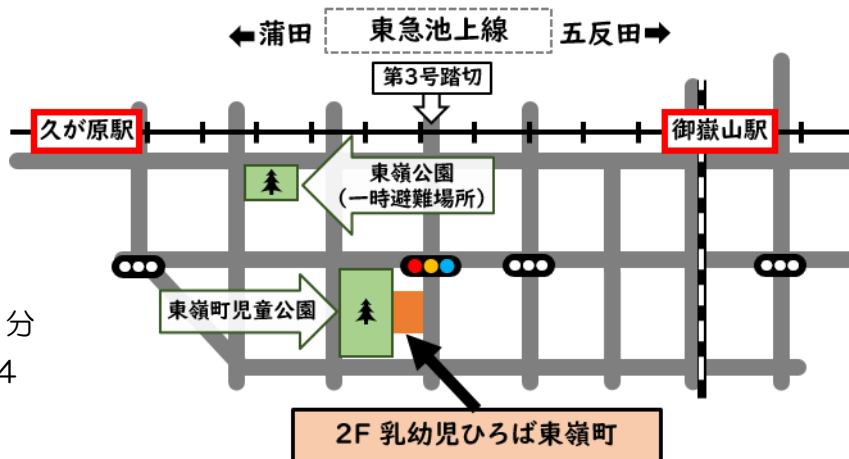 ←蒲田 東急池上線 五反田→
第3号踏切
久が原駅 御嶽山駅
東嶺公園
(一時避難場所)
東嶺町児童公園
分
4
2F 乳幼児ひろば東嶺町